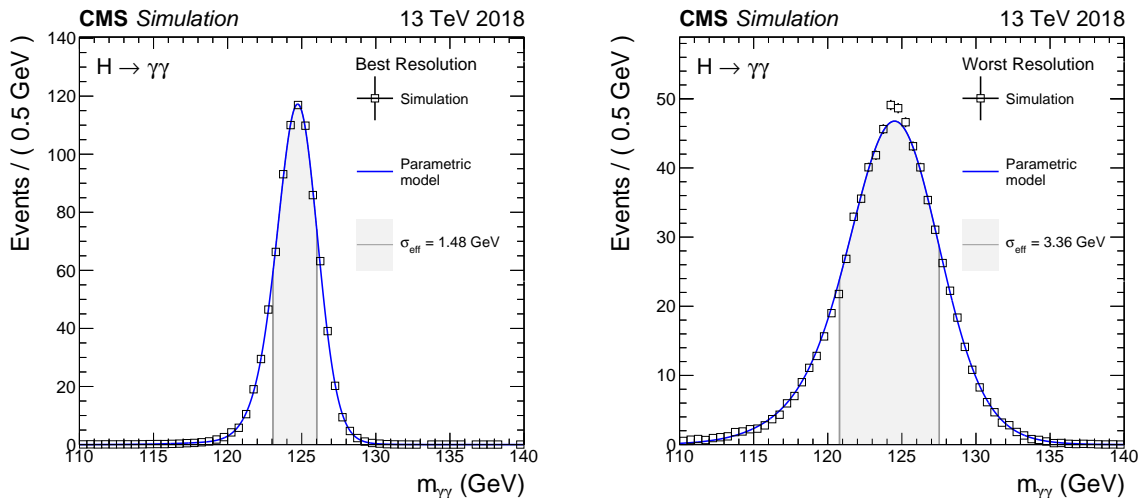 CMS Simulation 13 TeV 2018
Events / ( 0.5 GeV )
140
120
100
80
60
40
20
0
H → γγ
Best Resolution
Simulation
Parametric
model
σeff = 1.48 GeV
110 115 120 125 130 135 140
mγγ (GeV)
CMS Simulation 13 TeV 2018
Events / ( 0.5 GeV )
50
40
30
20
10
0
H → γγ
Worst Resolution
Simulation
Parametric
model
σeff = 3.36 GeV
110 115 120 125 130 135 140
mγγ (GeV)